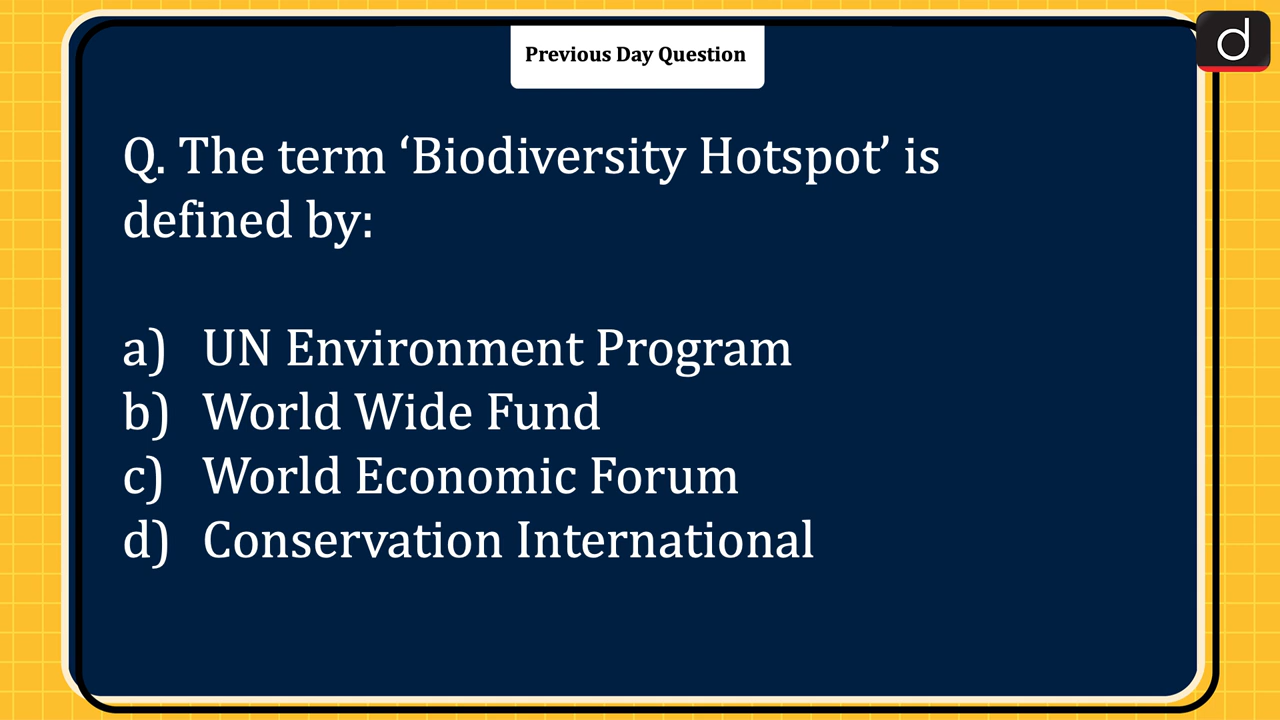 Previous Day Question
d
Q. The term ‘Biodiversity Hotspot’ is
defined by:
a) UN Environment Program
b) World Wide Fund
c) World Economic Forum
d) Conservation International